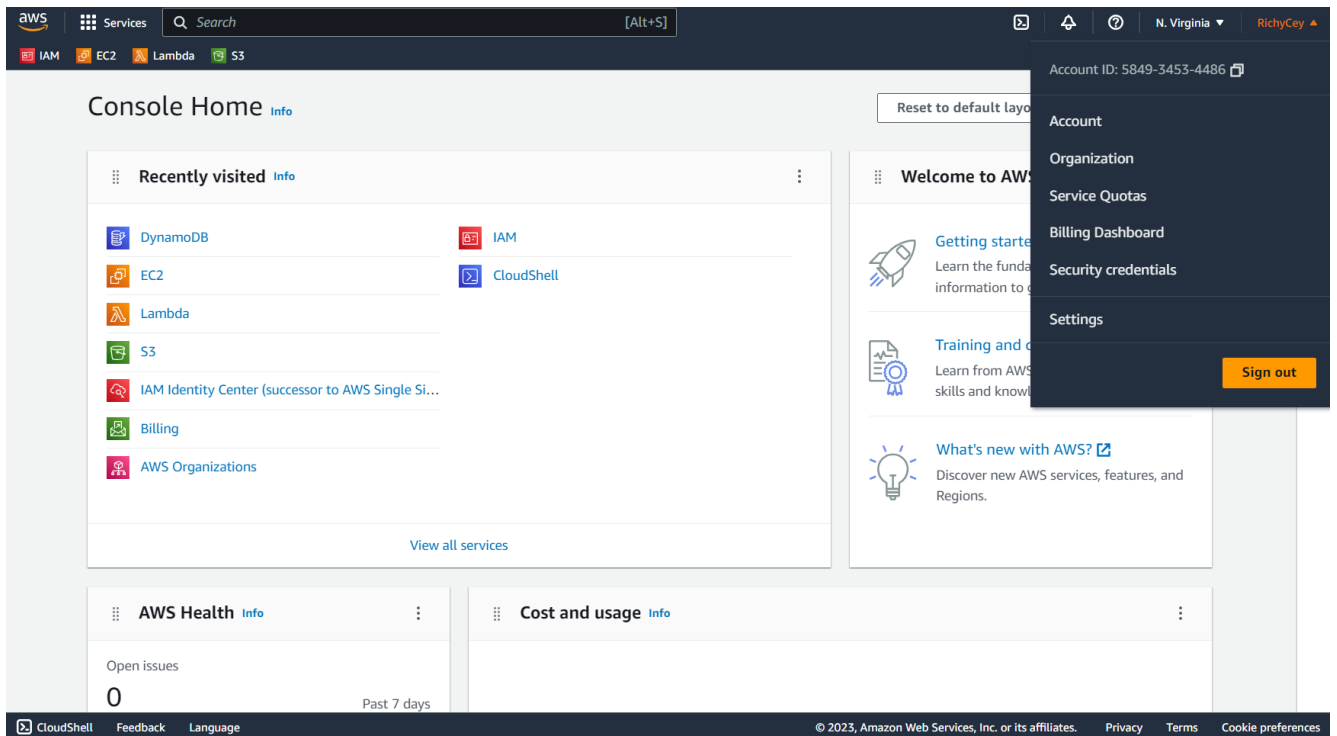 aws Services Search [Alt+S] N. Virginia ▼ RichyCey ▲
IAM EC2 Lambda S3
Account ID: 5849-3453-4486
Account
Organization
Service Quotas
Billing Dashboard
Security credentials
Settings
Sign out
Console Home Info
Reset to default layo
Recently visited Info
DynamoDB
EC2
Lambda
S3
IAM Identity Center (successor to AWS Single Si...
Billing
AWS Organizations
IAM
CloudShell
View all services
Welcome to AWS
Getting starte
Learn the funda
information to g
Training and c
Learn from AWS
skills and knowl
What's new with AWS?
Discover new AWS services, features, and
Regions.
AWS Health Info
Open issues
0 Past 7 days
Cost and usage Info
CloudShell Feedback Language © 2023, Amazon Web Services, Inc. or its affiliates. Privacy Terms Cookie preferences